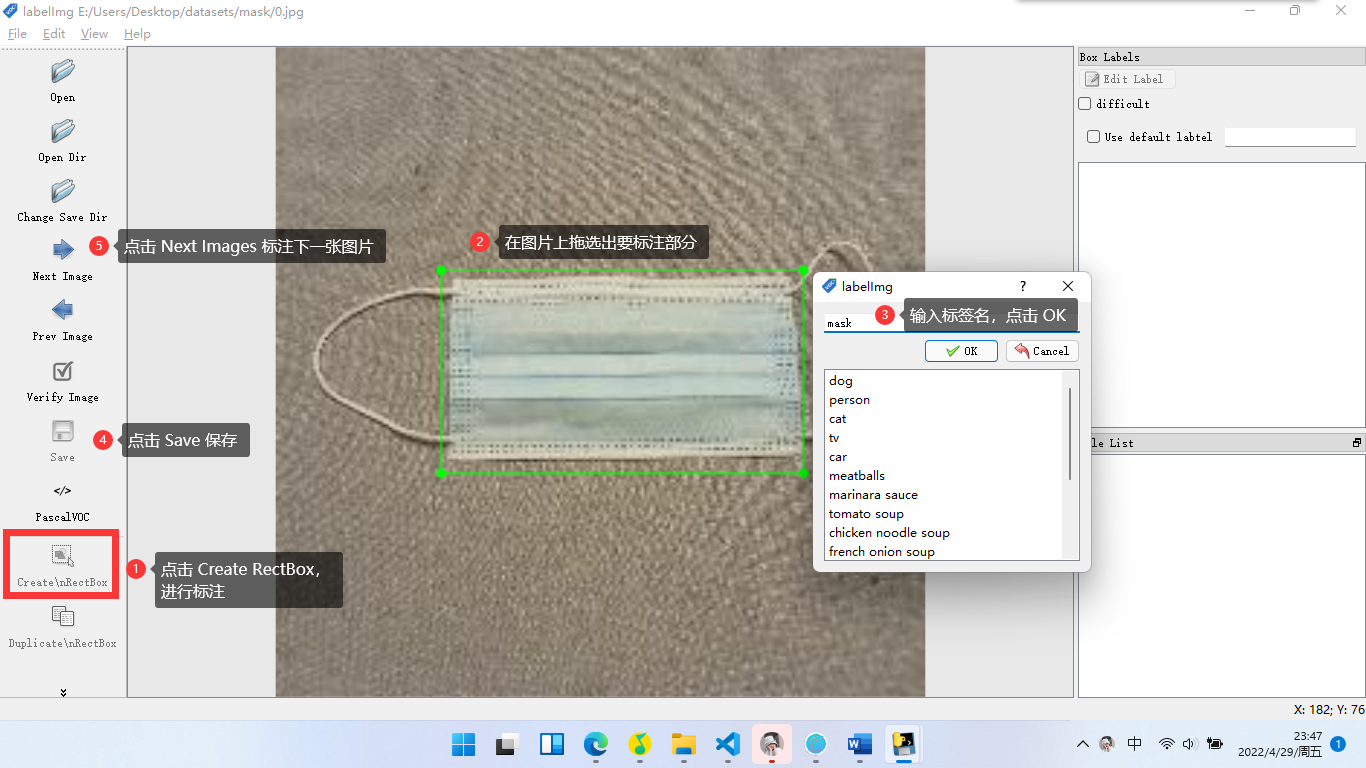 labelImg E:/Users/Desktop/datasets/mask/0.jpg
File Edit View Help
Open
Open Dir
Change Save Dir
5 点击 Next Images 标注下一张图片
Next Image
Prev Image
Verify Image
4 点击 Save 保存
Save
</>
PascalVOC
Create\nRectBox
1 点击 Create RectBox,
进行标注
Duplicate\nRectBox
2 在图片上拖选出要标注部分
labelImg
?
mask
3 输入标签名，点击 OK
OK
Cancel
dog
person
cat
tv
car
meatballs
marinara sauce
tomato soup
chicken noodle soup
french onion soup
Box Labels
Edit Label
difficult
Use default labtel
le List
X: 182; Y: 76
中
23:47
2022/4/29/周五
1